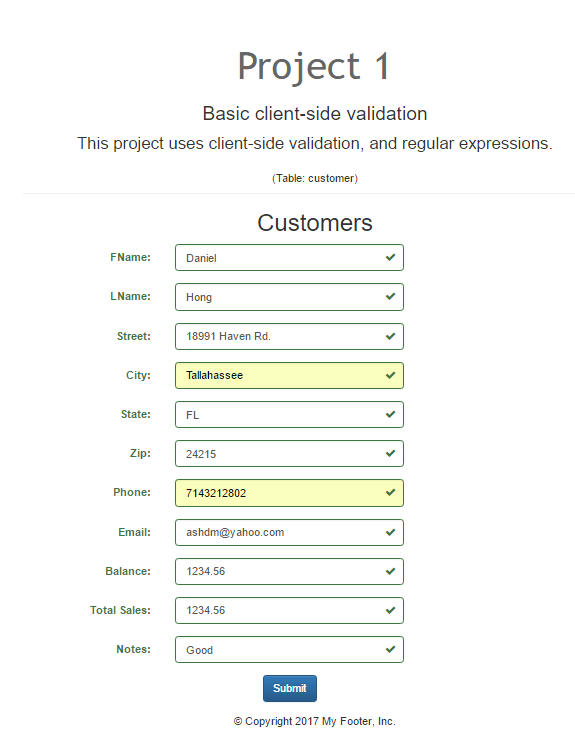 Project 1
Basic client-side validation
This project uses client-side validation, and regular expressions.
(Table: customer)
Customers
FName: Daniel
LName: Hong
Street: 18991 Haven Rd.
City: Tallahassee
State: FL
Zip: 24215
Phone: 7143212802
Email: ashdm@yahoo.com
Balance: 1234.56
Total Sales: 1234.56
Notes: Good
Submit
© Copyright 2017 My Footer, Inc.